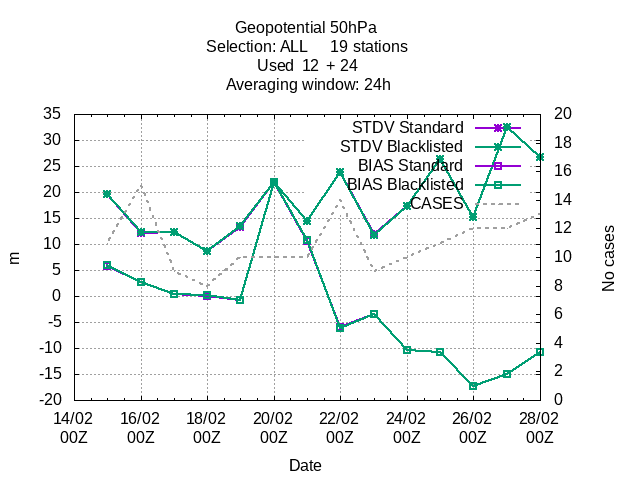 Geopotential 50hPa
Selection: ALL 19 stations
Used 12 + 24
Averaging window: 24h
STDV Standard
STDV Blacklisted
BIAS Standard
BIAS Blacklisted
CASES
35
30
25
20
15
10
5
0
-5
-10
-15
-20
m
20
18
16
14
12
10
8
6
4
2
0
No cases
14/02 16/02 18/02 20/02 22/02 24/02 26/02 28/02
00Z 00Z 00Z 00Z 00Z 00Z 00Z 00Z
Date